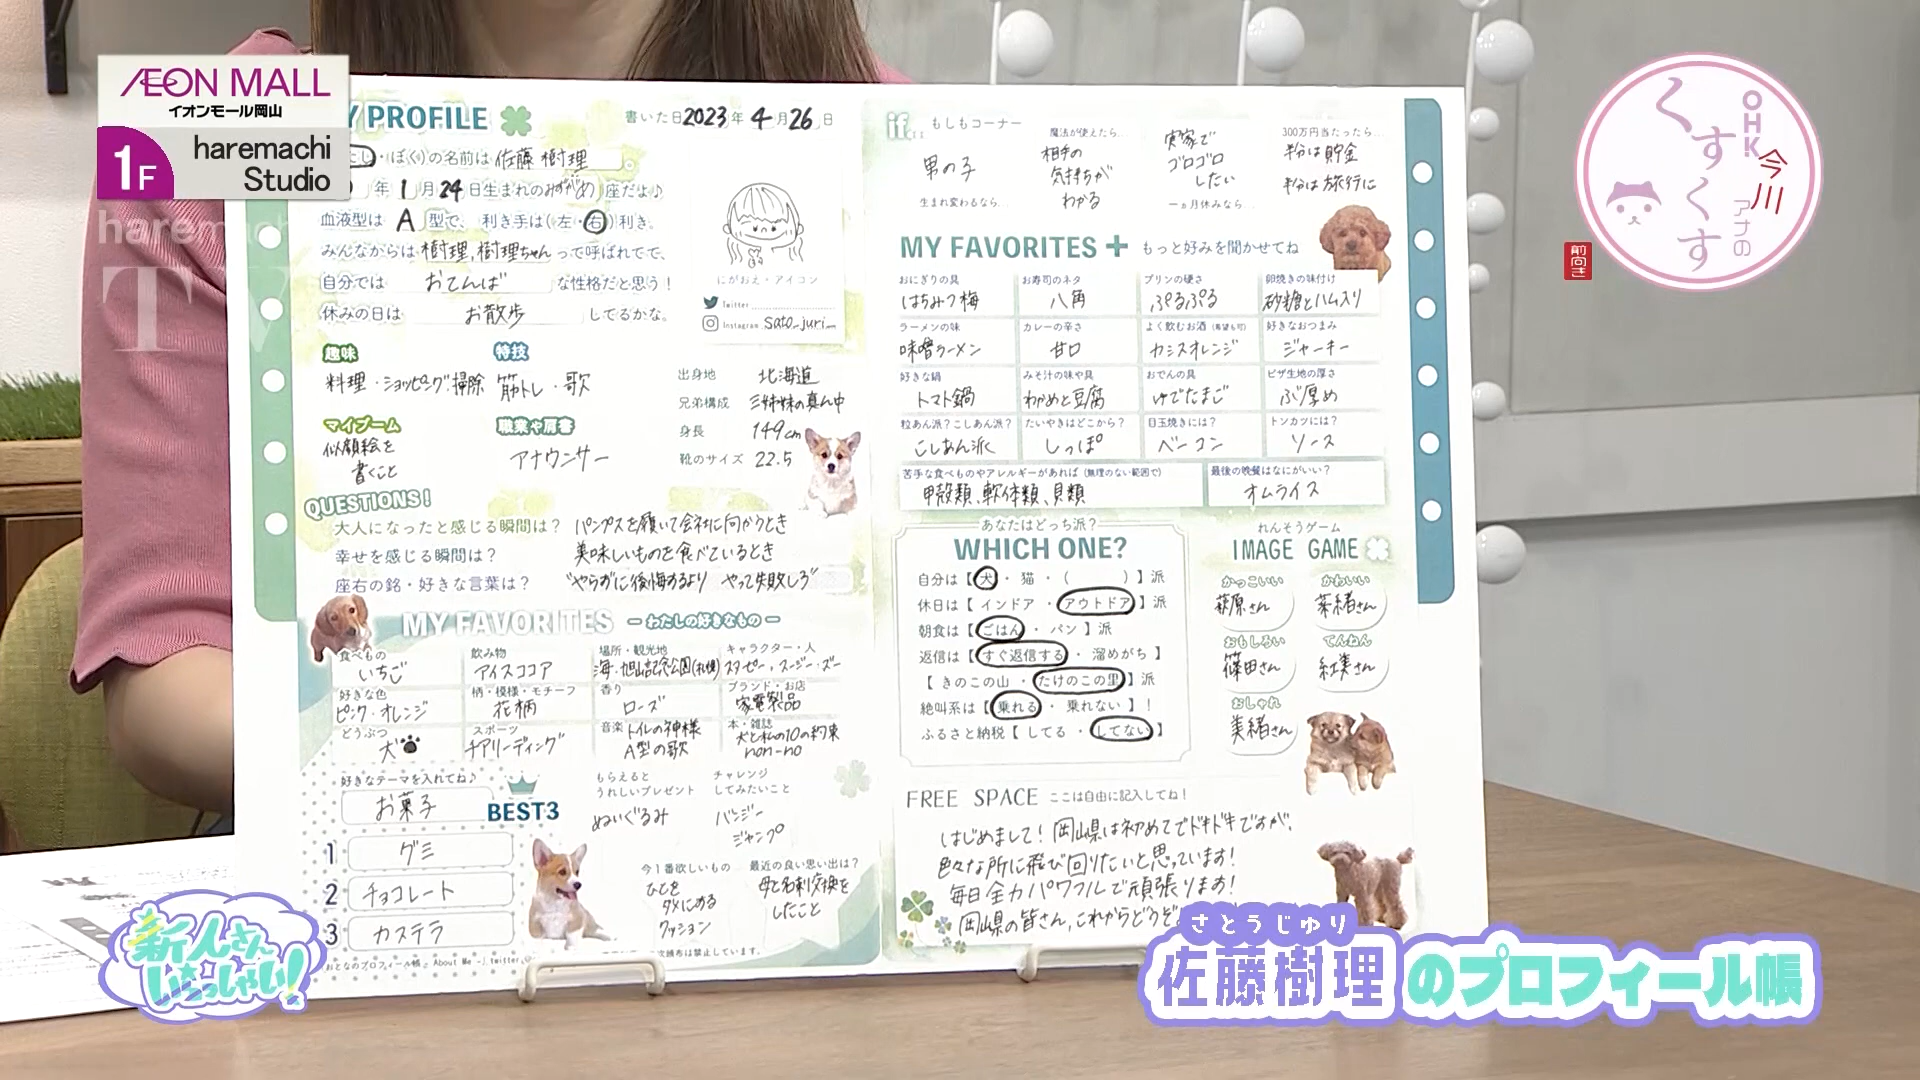 ÆON MALL
イオンモール岡山
1F
haremachi
Studio
OHK
今川
アナの
くすくす
前向き
MY PROFILE
書いた日2023年4月26日
ぼく)の名前は 佐藤 樹理
年 1月24日生まれのみずがめ座だよ♪
血液型は A 型で、利き手は(左・右)利き。
みんなからは 樹理,樹理ちゃん って呼ばれてて、
自分では おてんば な性格だと思う!
休みの日は お散歩 してるかな。
にがおえ・アイコン
Twitter
Instagram sato_juri_
趣味
料理・ショッピング・掃除
特技
筋トレ・歌
マイブーム
似顔絵を
書くこと
職業や肩書
アナウンサー
出身地 北海道
兄弟構成 三姉妹の真ん中
身長 149cm
靴のサイズ 22.5
QUESTIONS!
大人になったと感じる瞬間は? パンプスを履いて会社に向かうとき
幸せを感じる瞬間は? 美味しいものを食べているとき
座右の銘・好きな言葉は? "やらずに後悔するより やって失敗しろ"
MY FAVORITES －わたしの好きなもの－
食べもの
いちご
飲み物
アイスココア
場所・観光地
海・旭山記念公園(札幌)
キャラクター・人
スヌーピー・スージー・ズー
好きな色
ピンク・オレンジ
柄・模様・モチーフ
花柄
香り
ローズ
ブランド・お店
家電製品
どうぶつ
犬
スポーツ
チアリーディング
音楽 トイレの神様
A型の歌
本・雑誌
犬と私の10の約束
non-no
好きなテーマを入れてね♪
お菓子
BEST3
1 グミ
2 チョコレート
3 カステラ
もらえると
うれしいプレゼント
ぬいぐるみ
チャレンジ
してみたいこと
バンジー
ジャンプ
今1番欲しいもの
ひとを
ダメにする
クッション
最近の良い思い出は?
母と名刺交換を
したこと
if... もしもコーナー
男の子
生まれ変わるなら...
魔法が使えたら...
相手の
気持ちが
わかる
実家で
ゴロゴロ
したい
一ヵ月休みなら...
300万円当たったら...
半分は貯金
半分は旅行に
MY FAVORITES + もっと好みを聞かせてね
おにぎりの具
はちみつ梅
お寿司のネタ
八角
プリンの硬さ
ぷるぷる
卵焼きの味付け
砂糖とハム入り
ラーメンの味
味噌ラーメン
カレーの辛さ
甘口
よく飲むお酒(希望も可)
カシスオレンジ
好きなおつまみ
ジャーキー
好きな鍋
トマト鍋
みそ汁の味や具
わかめと豆腐
おでんの具
ゆでたまご
ピザ生地の厚さ
ぶ厚め
粒あん派?こしあん派?
こしあん派
たいやきはどこから?
しっぽ
目玉焼きには?
ベーコン
トンカツには?
ソース
苦手な食べものやアレルギーがあれば(無理のない範囲で)
甲殻類、軟体類、貝類
最後の晩餐はなにがいい?
オムライス
あなたはどっち派?
WHICH ONE?
自分は【 犬 ・ 猫 ・ ( ) 】派
休日は【 インドア ・ アウトドア 】派
朝食は【 ごはん ・ パン 】派
返信は【 すぐ返信する ・ 溜めがち 】
【 きのこの山 ・ たけのこの里 】派
絶叫系は【 乗れる ・ 乗れない 】!
ふるさと納税【 してる ・ してない 】
れんそうゲーム
IMAGE GAME
かっこいい
萩原さん
かわいい
菜緒さん
おもしろい
篠田さん
てんねん
紅美さん
おしゃれ
美緒さん
FREE SPACE ここは自由に記入してね!
はじめまして! 岡山県は初めてでドキドキですが、
色々な所に飛び回りたいと思っています!
毎日全力パワフルで頑張ります!
岡山県の皆さん,これからどうぞ
新人さん
いらっしゃい!
さとうじゅり
佐藤樹理のプロフィール帳